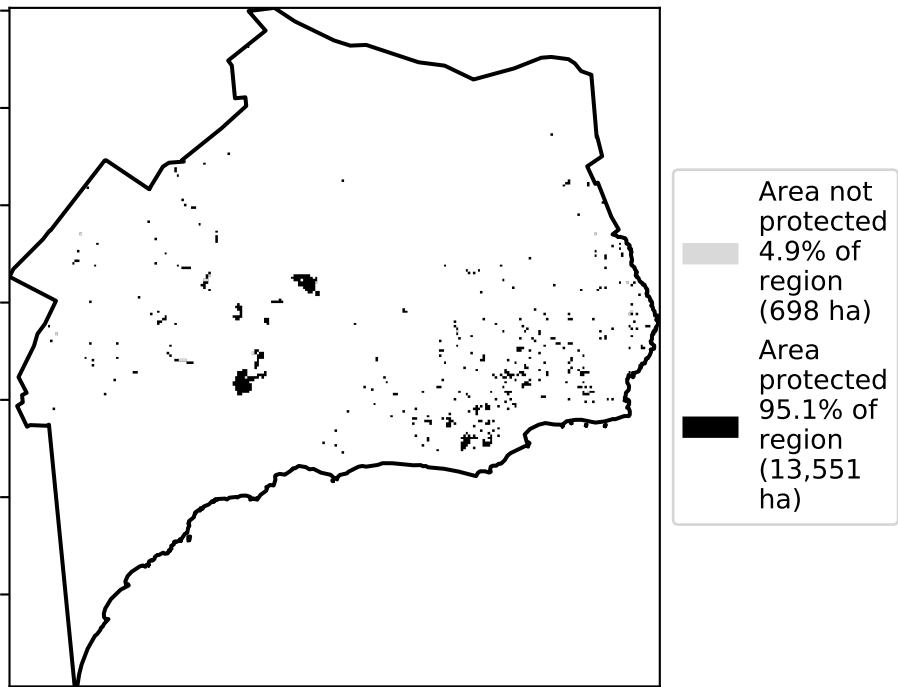 Area not
protected
4.9% of
region
(698 ha)
Area
protected
95.1% of
region
(13,551
ha)